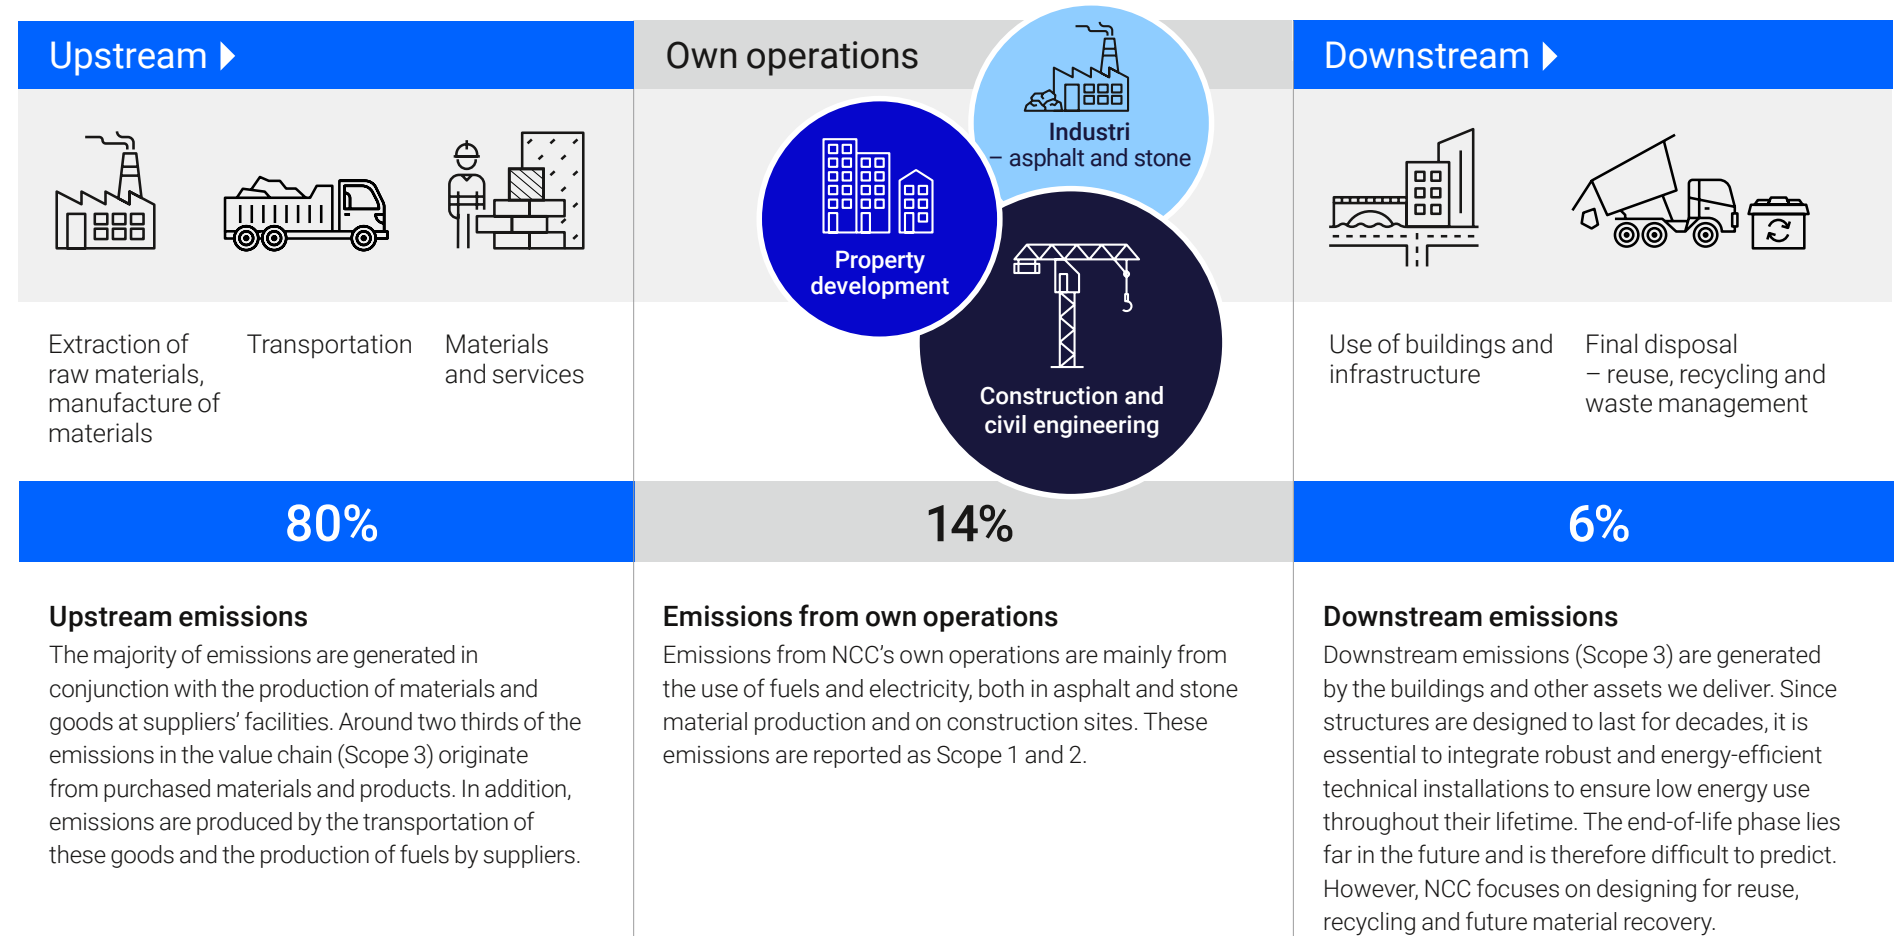 Upstream
Own operations
Downstream
Industri
– asphalt and stone
Property
development
Construction and
civil engineering
Extraction of
raw materials,
manufacture of
materials
Transportation
Materials
and services
Use of buildings and
infrastructure
Final disposal
– reuse, recycling and
waste management
80%
14%
6%
Upstream emissions
The majority of emissions are generated in
conjunction with the production of materials and
goods at suppliers’ facilities. Around two thirds of the
emissions in the value chain (Scope 3) originate
from purchased materials and products. In addition,
emissions are produced by the transportation of
these goods and the production of fuels by suppliers.
Emissions from own operations
Emissions from NCC’s own operations are mainly from
the use of fuels and electricity, both in asphalt and stone
material production and on construction sites. These
emissions are reported as Scope 1 and 2.
Downstream emissions
Downstream emissions (Scope 3) are generated
by the buildings and other assets we deliver. Since
structures are designed to last for decades, it is
essential to integrate robust and energy-efficient
technical installations to ensure low energy use
throughout their lifetime. The end-of-life phase lies
far in the future and is therefore difficult to predict.
However, NCC focuses on designing for reuse,
recycling and future material recovery.